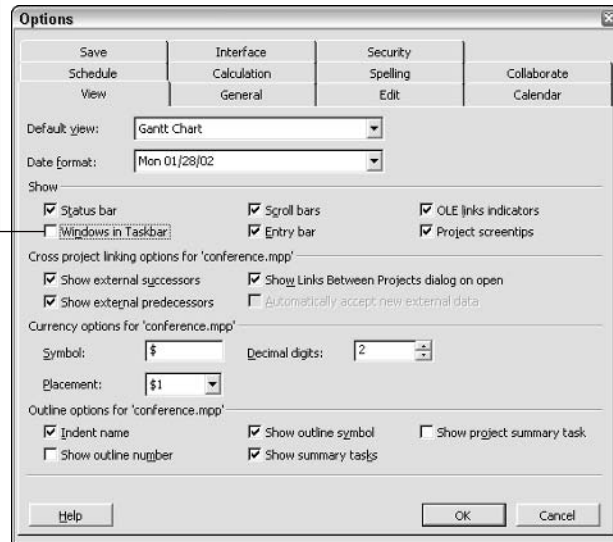 Options
Save Interface Security
Schedule Calculation Spelling Collaborate
View General Edit Calendar
Default view: Gantt Chart
Date format: Mon 01/28/02
Show
Status bar Scroll bars OLE links indicators
Windows in Taskbar Entry bar Project screentips
Cross project linking options for 'conference.mpp'
Show external successors Show Links Between Projects dialog on open
Show external predecessors Automatically accept new external data
Currency options for 'conference.mpp'
Symbol: $ Decimal digits: 2
Placement: $1
Outline options for 'conference.mpp'
Indent name Show outline symbol Show project summary task
Show outline number Show summary tasks
Help OK Cancel